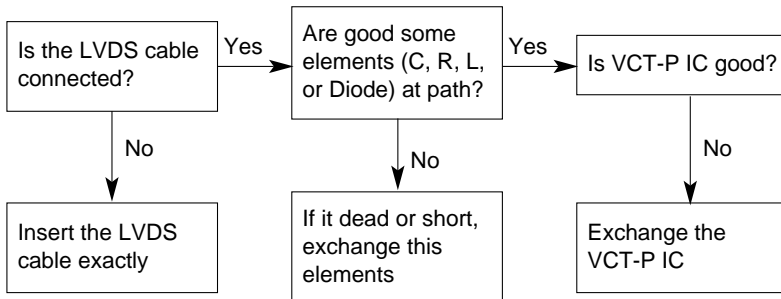 Is the LVDS cable
connected?
Yes
Are good some
elements (C, R, L,
or Diode) at path?
Yes
Is VCT-P IC good?
No
No
No
Insert the LVDS
cable exactly
If it dead or short,
exchange this
elements
Exchange the
VCT-P IC